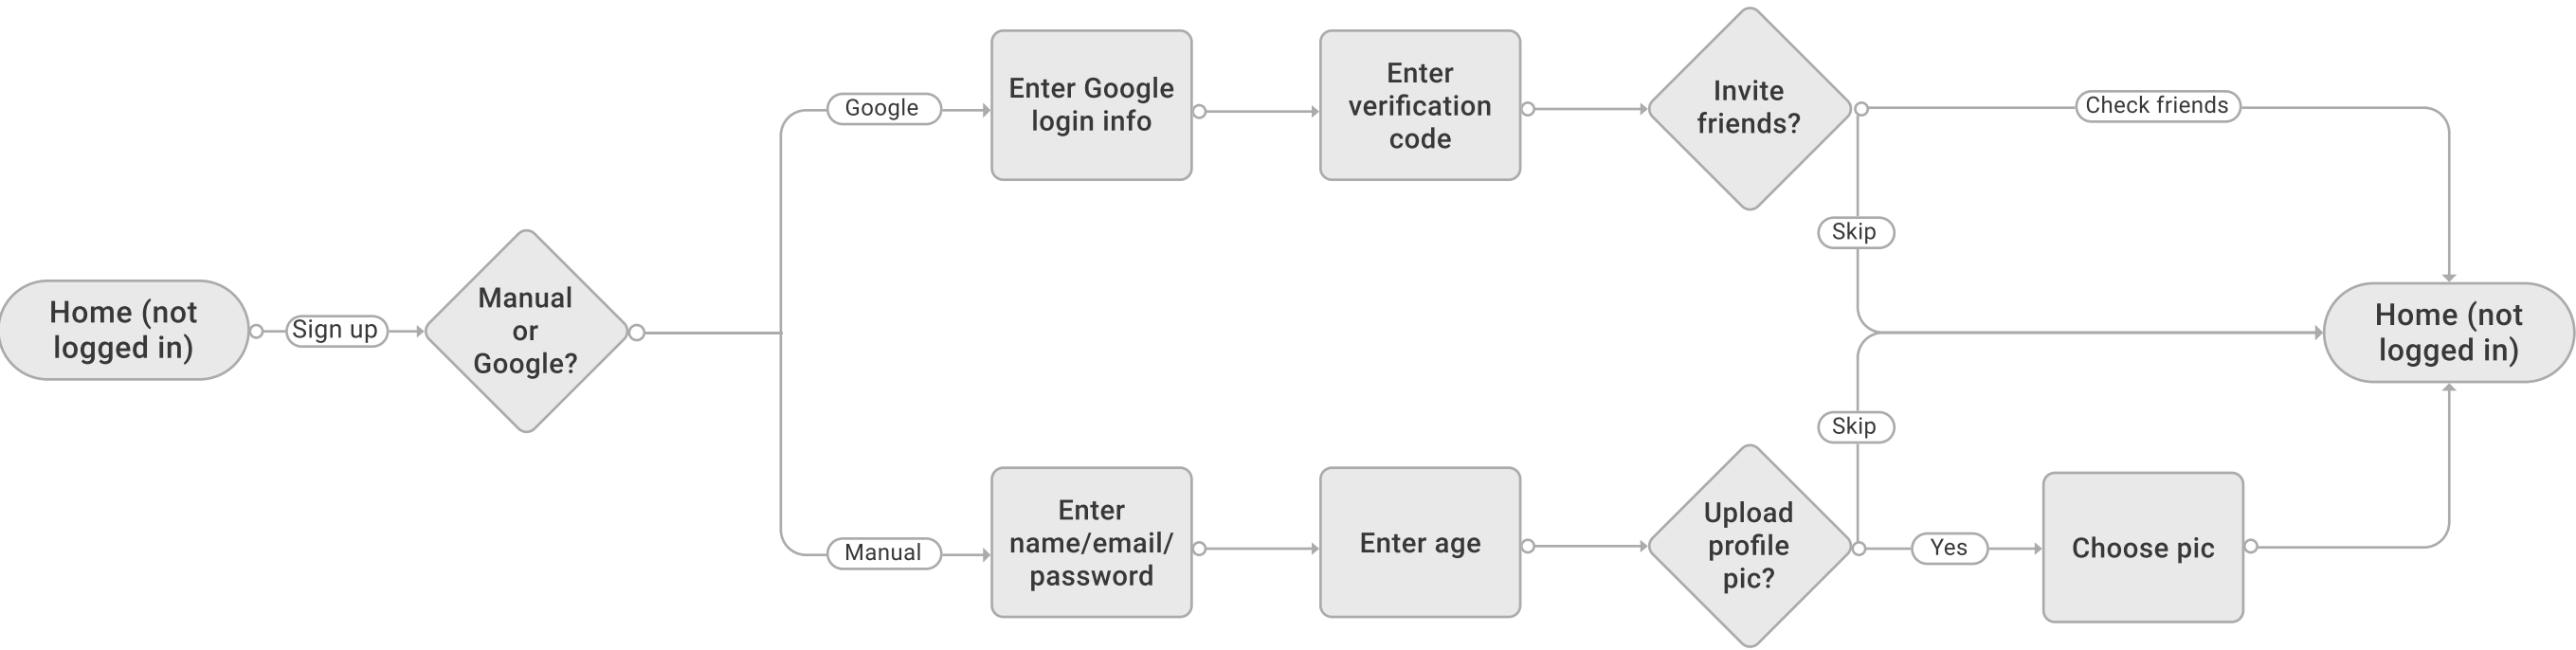 Home (not
logged in)
Sign up
Manual
or
Google?
Google
Enter Google
login info
Enter
verification
code
Invite
friends?
Check friends
Skip
Home (not
logged in)
Skip
Manual
Enter
name/email/
password
Enter age
Upload
profile
pic?
Yes
Choose pic